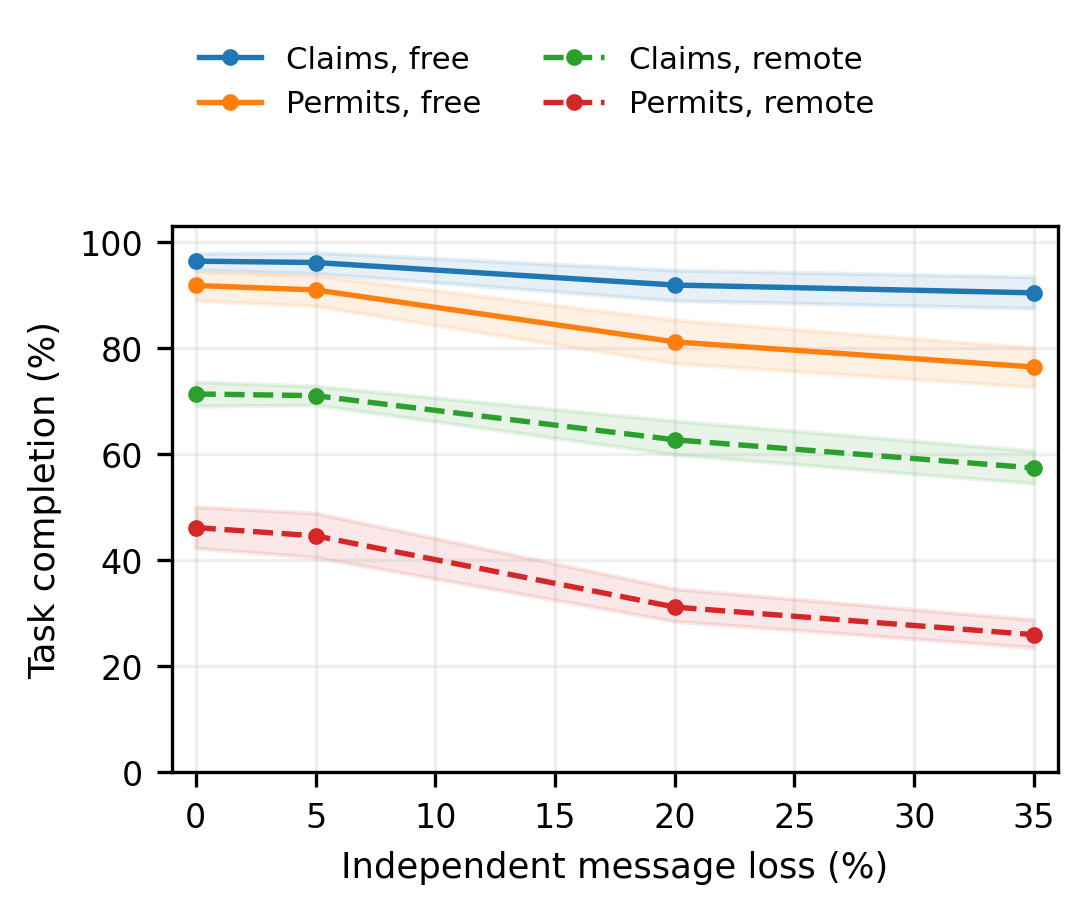 Claims, free
Permits, free
Claims, remote
Permits, remote
100
80
60
40
20
0
Task completion (%)
0 5 10 15 20 25 30 35
Independent message loss (%)